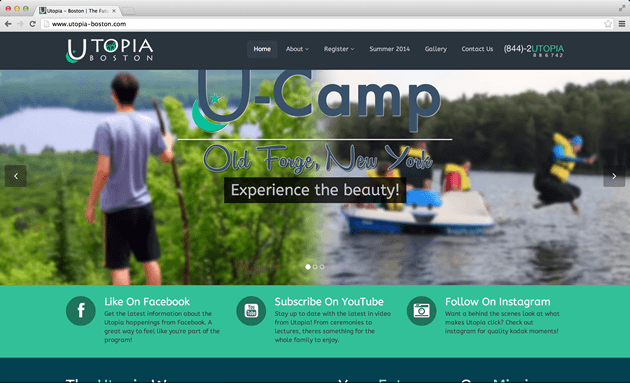 Utopia – Boston | The Futu
www.utopia-boston.com
UTOPIA
BOSTON
Home
About
Register
Summer 2014
Gallery
Contact Us
(844)-2UTOPIA
886742
U-Camp
Old Forge, New York
Experience the beauty!
Like On Facebook
Get the latest information about the
Utopia happenings from Facebook. A
great way to feel like you're part of the
program!
You
Tube
Subscribe On YouTube
Stay up to date with the latest in video
from Utopia! From ceremonies to
lectures, theres something for the
whole family to enjoy.
Follow On Instagram
Want a behind the scenes look at what
makes Utopia click? Check out
instagram for quality kodak moments!